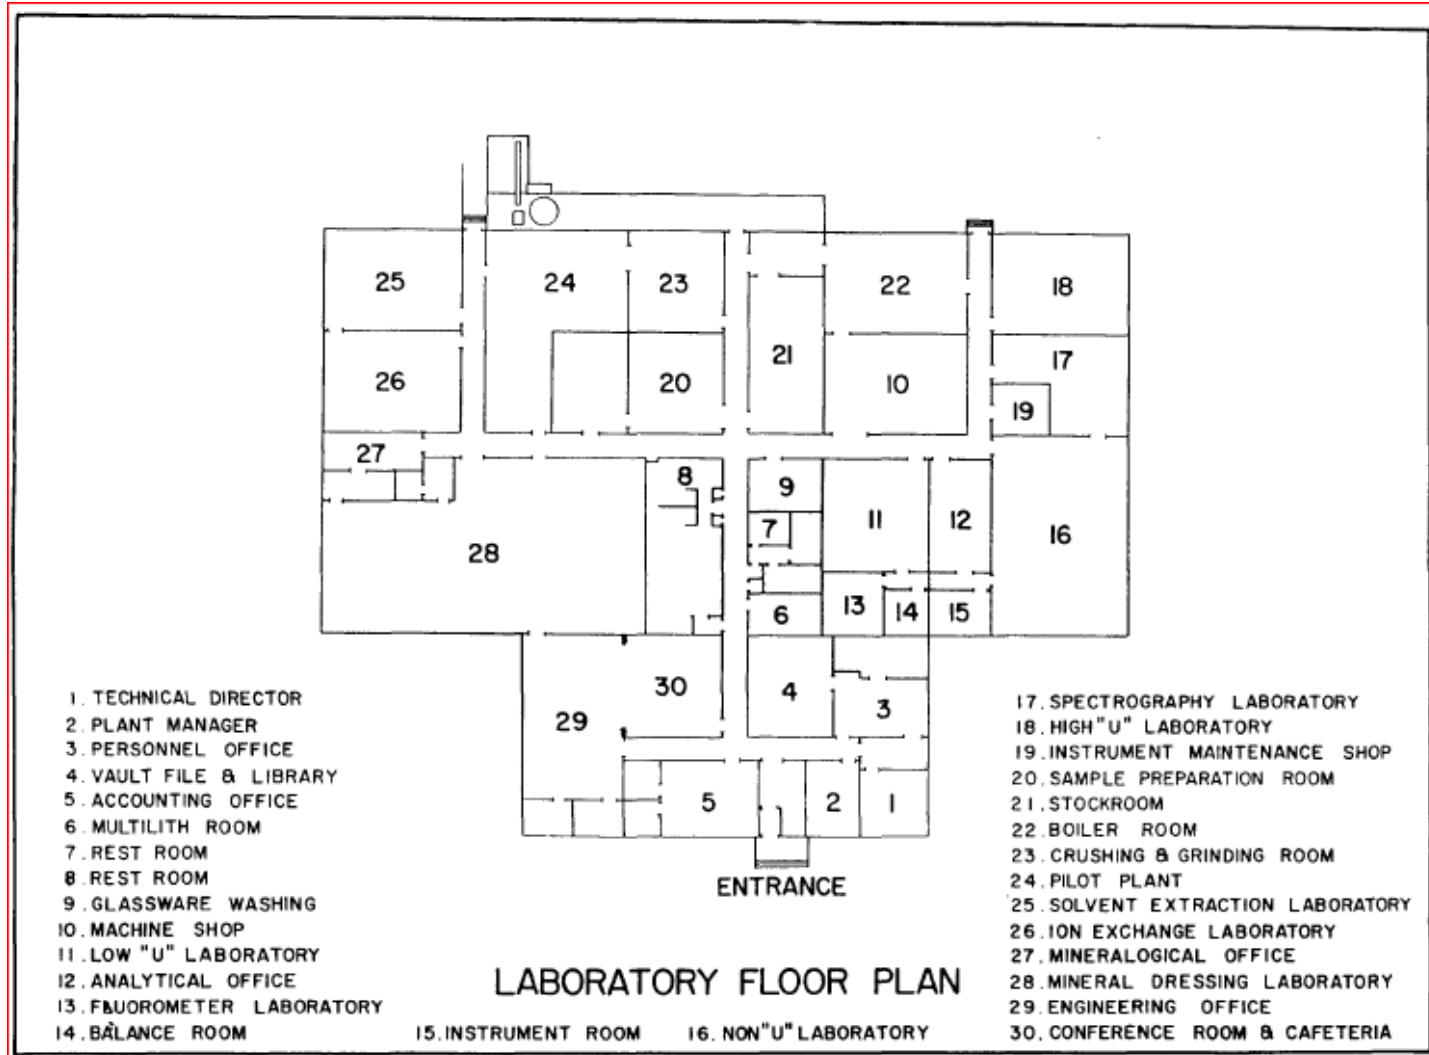 25
24
23
22
18
21
17
26
20
10
19
27
8
9
7
11
12
16
28
6
13
14
15
30
4
3
29
5
2
1
ENTRANCE
LABORATORY FLOOR PLAN
1. TECHNICAL DIRECTOR
2. PLANT MANAGER
3. PERSONNEL OFFICE
4. VAULT FILE & LIBRARY
5. ACCOUNTING OFFICE
6. MULTILITH ROOM
7. REST ROOM
8. REST ROOM
9. GLASSWARE WASHING
10. MACHINE SHOP
11. LOW "U" LABORATORY
12. ANALYTICAL OFFICE
13. FLUOROMETER LABORATORY
14. BALANCE ROOM
15. INSTRUMENT ROOM
16. NON "U" LABORATORY
17. SPECTROGRAPHY LABORATORY
18. HIGH "U" LABORATORY
19. INSTRUMENT MAINTENANCE SHOP
20. SAMPLE PREPARATION ROOM
21. STOCKROOM
22. BOILER ROOM
23. CRUSHING & GRINDING ROOM
24. PILOT PLANT
25. SOLVENT EXTRACTION LABORATORY
26. ION EXCHANGE LABORATORY
27. MINERALOGICAL OFFICE
28. MINERAL DRESSING LABORATORY
29. ENGINEERING OFFICE
30. CONFERENCE ROOM & CAFETERIA